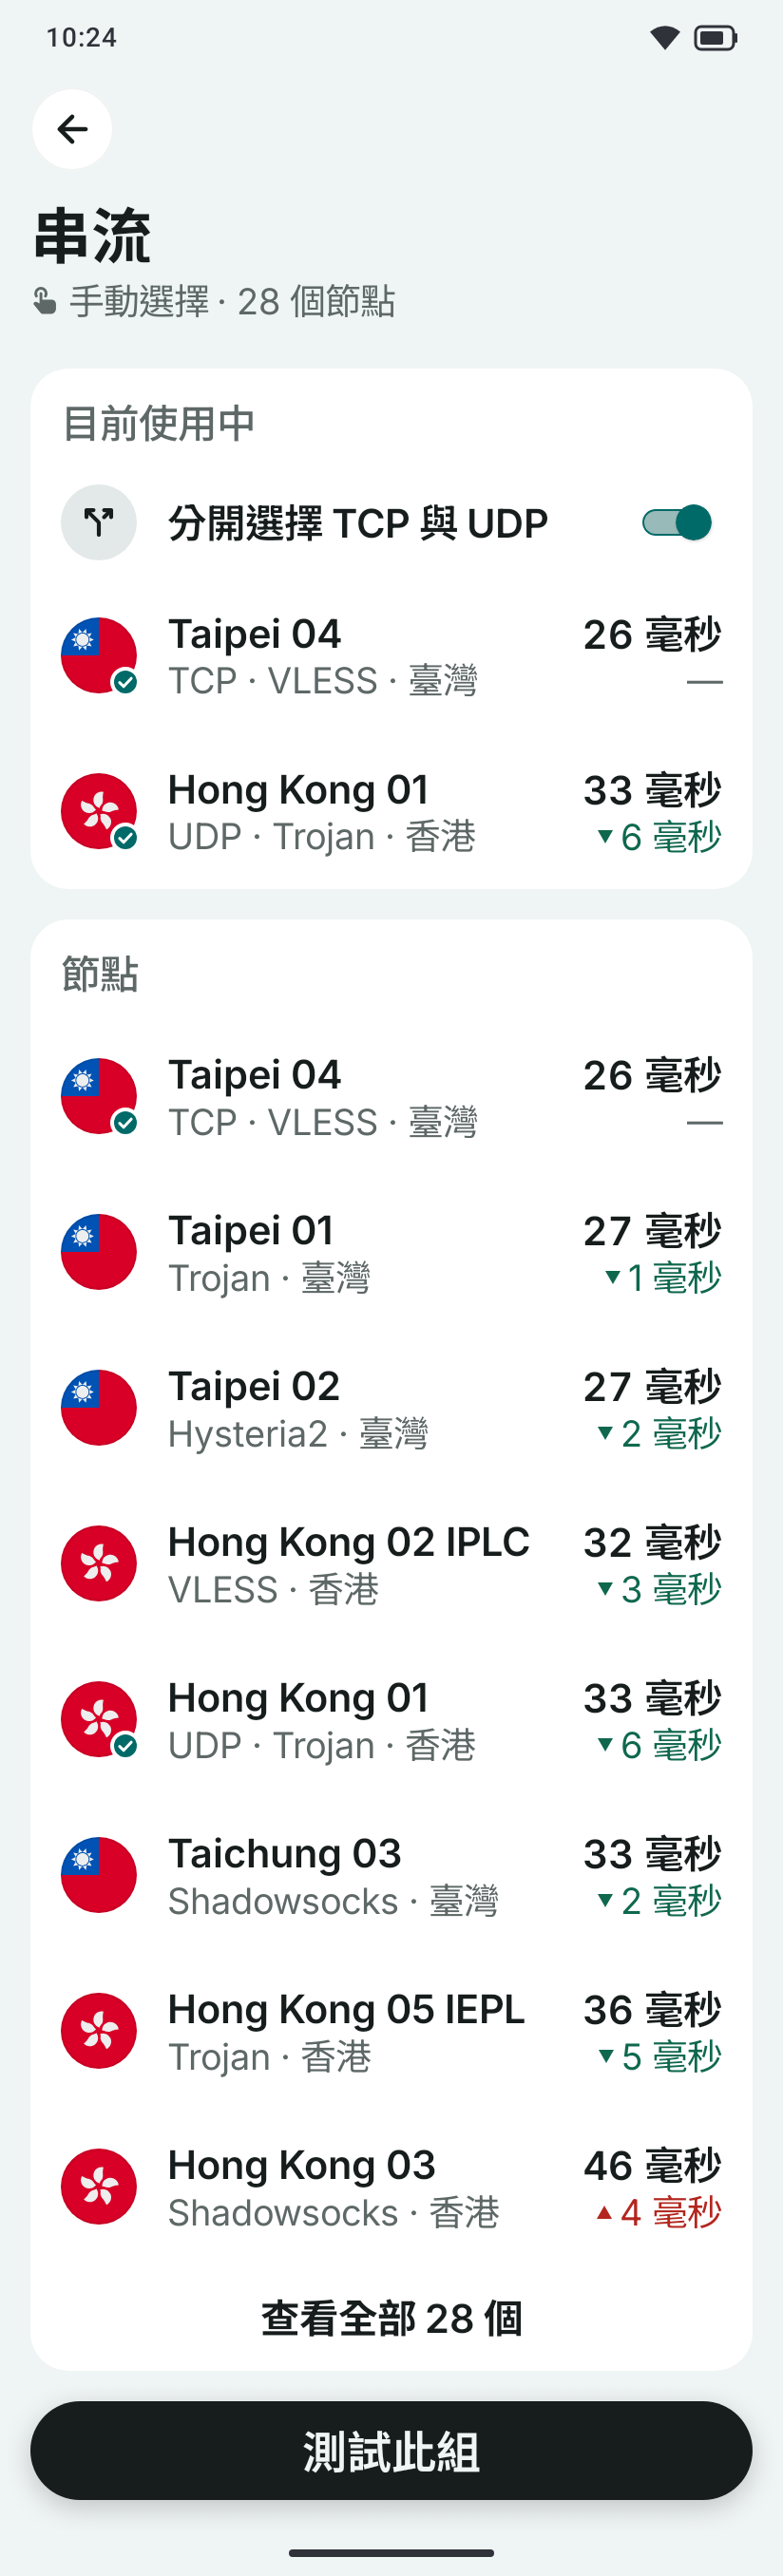 10:24
串流
手動選擇 · 28 個節點
目前使用中
分開選擇 TCP 與 UDP
Taipei 04
26 毫秒
TCP · VLESS · 臺灣
—
Hong Kong 01
33 毫秒
UDP · Trojan · 香港
▼6 毫秒
節點
Taipei 04
26 毫秒
TCP · VLESS · 臺灣
—
Taipei 01
27 毫秒
Trojan · 臺灣
▼1 毫秒
Taipei 02
27 毫秒
Hysteria2 · 臺灣
▼2 毫秒
Hong Kong 02 IPLC
32 毫秒
VLESS · 香港
▼3 毫秒
Hong Kong 01
33 毫秒
UDP · Trojan · 香港
▼6 毫秒
Taichung 03
33 毫秒
Shadowsocks · 臺灣
▼2 毫秒
Hong Kong 05 IEPL
36 毫秒
Trojan · 香港
▼5 毫秒
Hong Kong 03
46 毫秒
Shadowsocks · 香港
▲4 毫秒
查看全部 28 個
測試此組